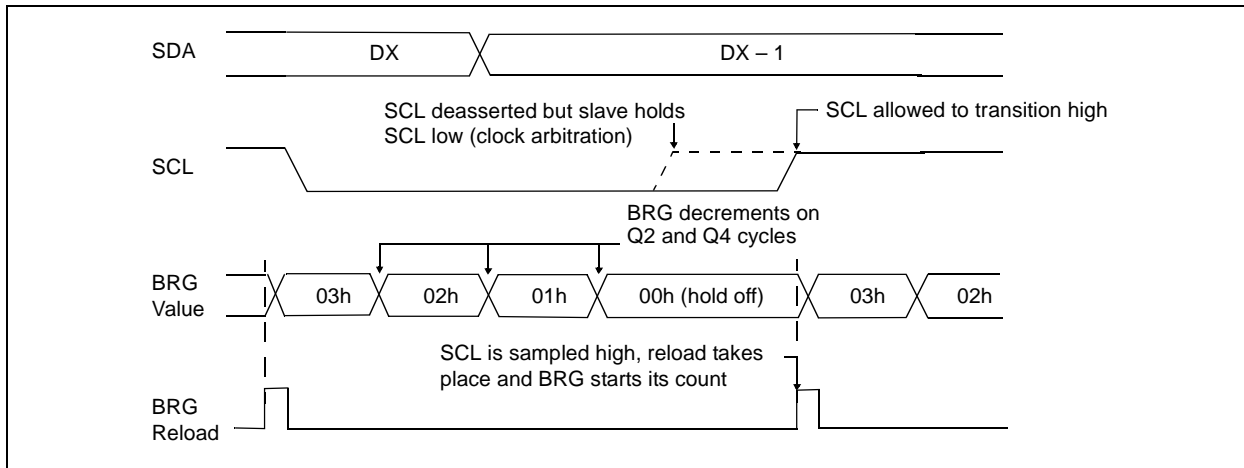 SDA
DX
DX – 1
SCL deasserted but slave holds
SCL low (clock arbitration)
SCL allowed to transition high
SCL
BRG decrements on
Q2 and Q4 cycles
BRG
Value
03h
02h
01h
00h (hold off)
03h
02h
SCL is sampled high, reload takes
place and BRG starts its count
BRG
Reload